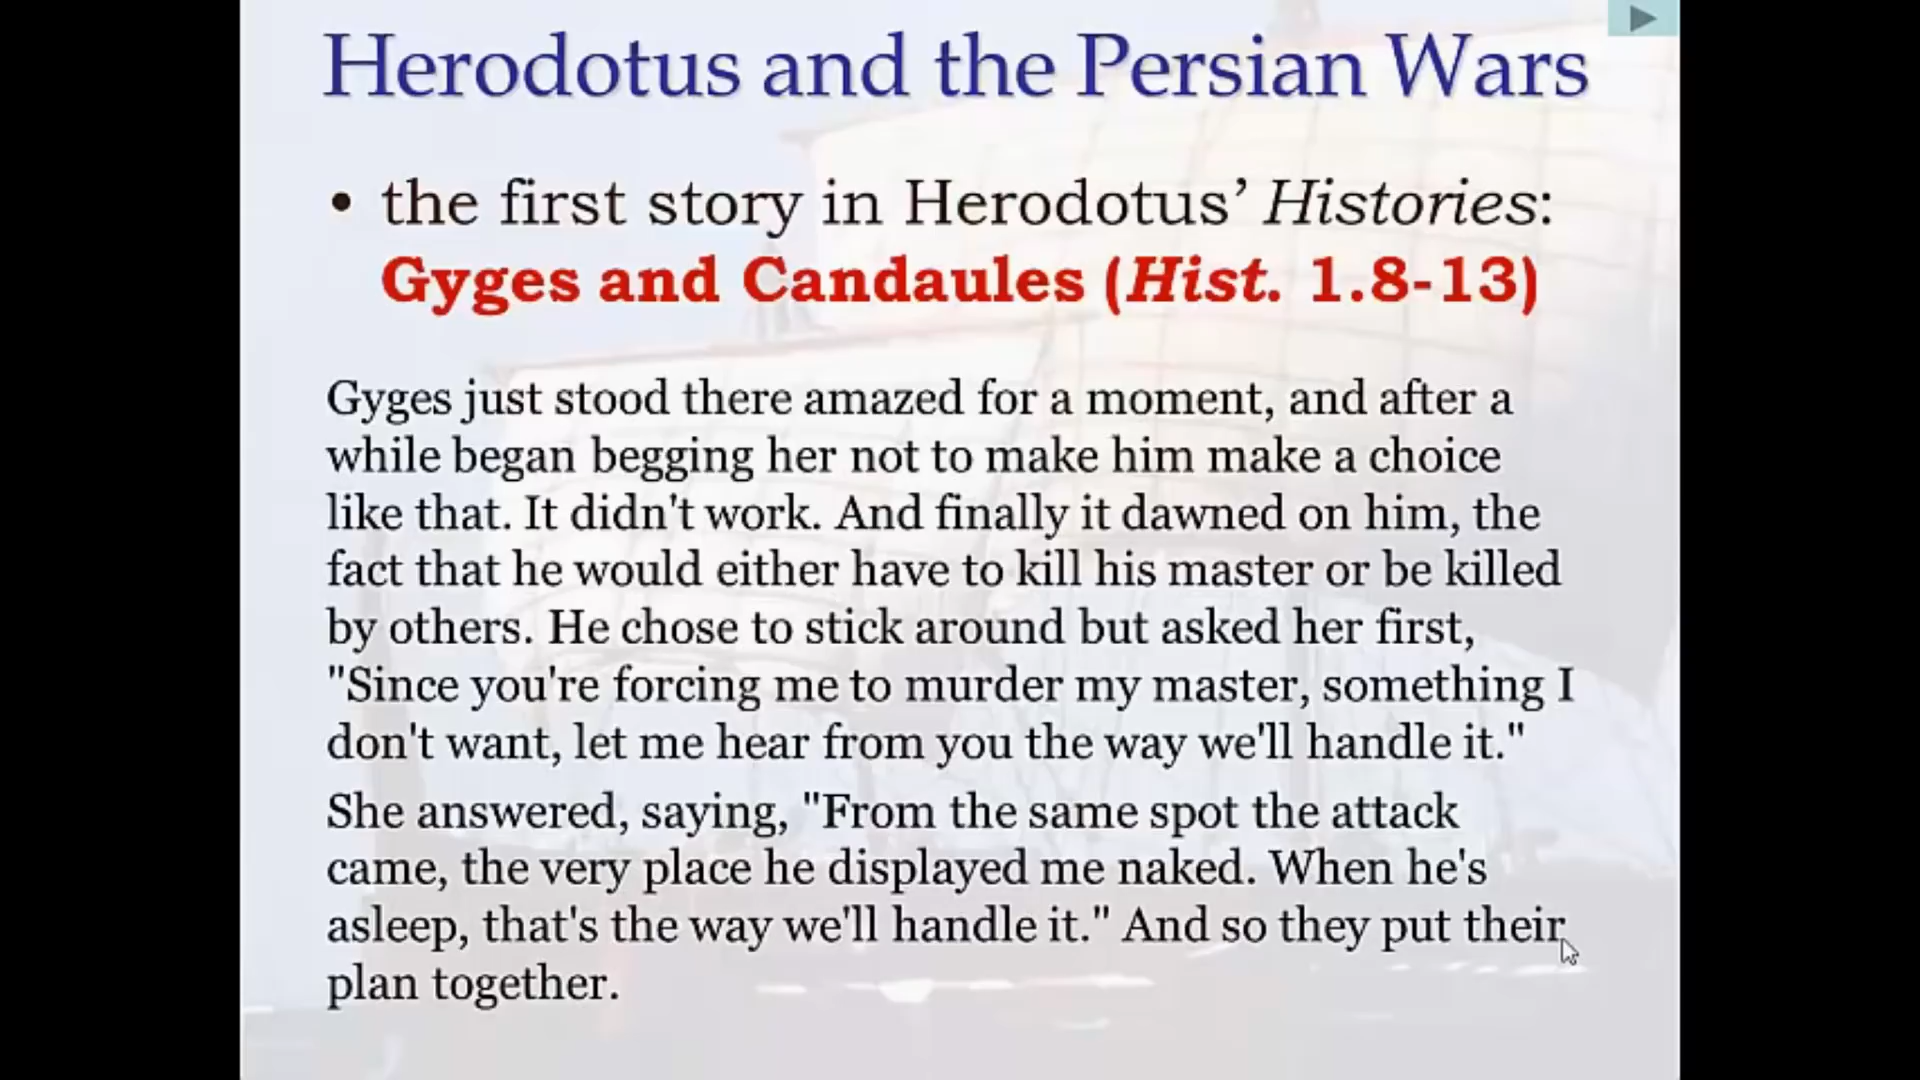 Herodotus and the Persian Wars
• the first story in Herodotus’ Histories:
Gyges and Candaules (Hist. 1.8-13)
Gyges just stood there amazed for a moment, and after a
while began begging her not to make him make a choice
like that. It didn't work. And finally it dawned on him, the
fact that he would either have to kill his master or be killed
by others. He chose to stick around but asked her first,
"Since you're forcing me to murder my master, something I
don't want, let me hear from you the way we'll handle it."
She answered, saying, "From the same spot the attack
came, the very place he displayed me naked. When he's
asleep, that's the way we'll handle it." And so they put their
plan together.